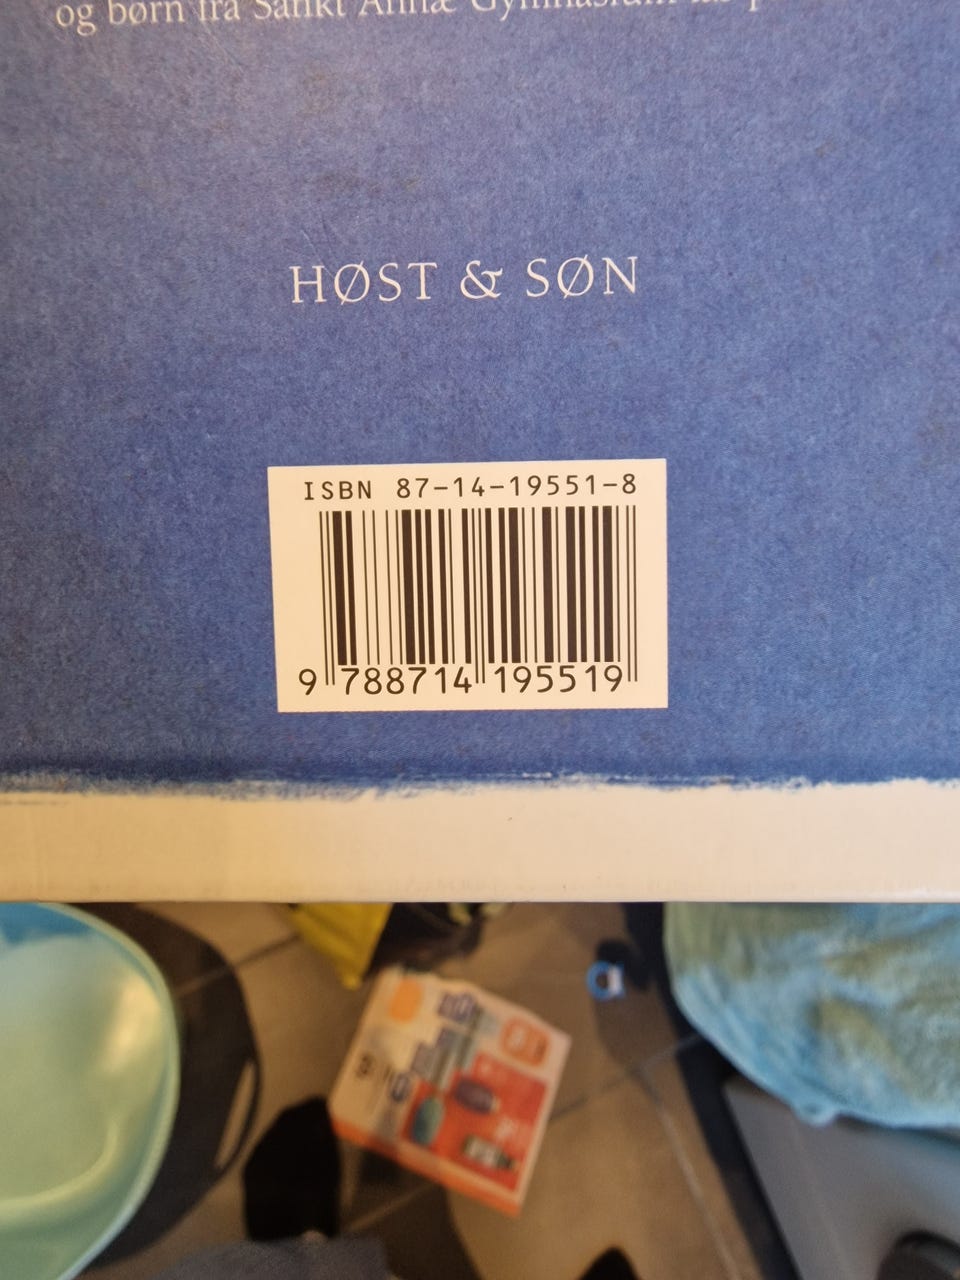 og børn fra Sankt Annæ Gymnasium
HØST & SØN
ISBN 87-14-19551-8
9 788714 195519